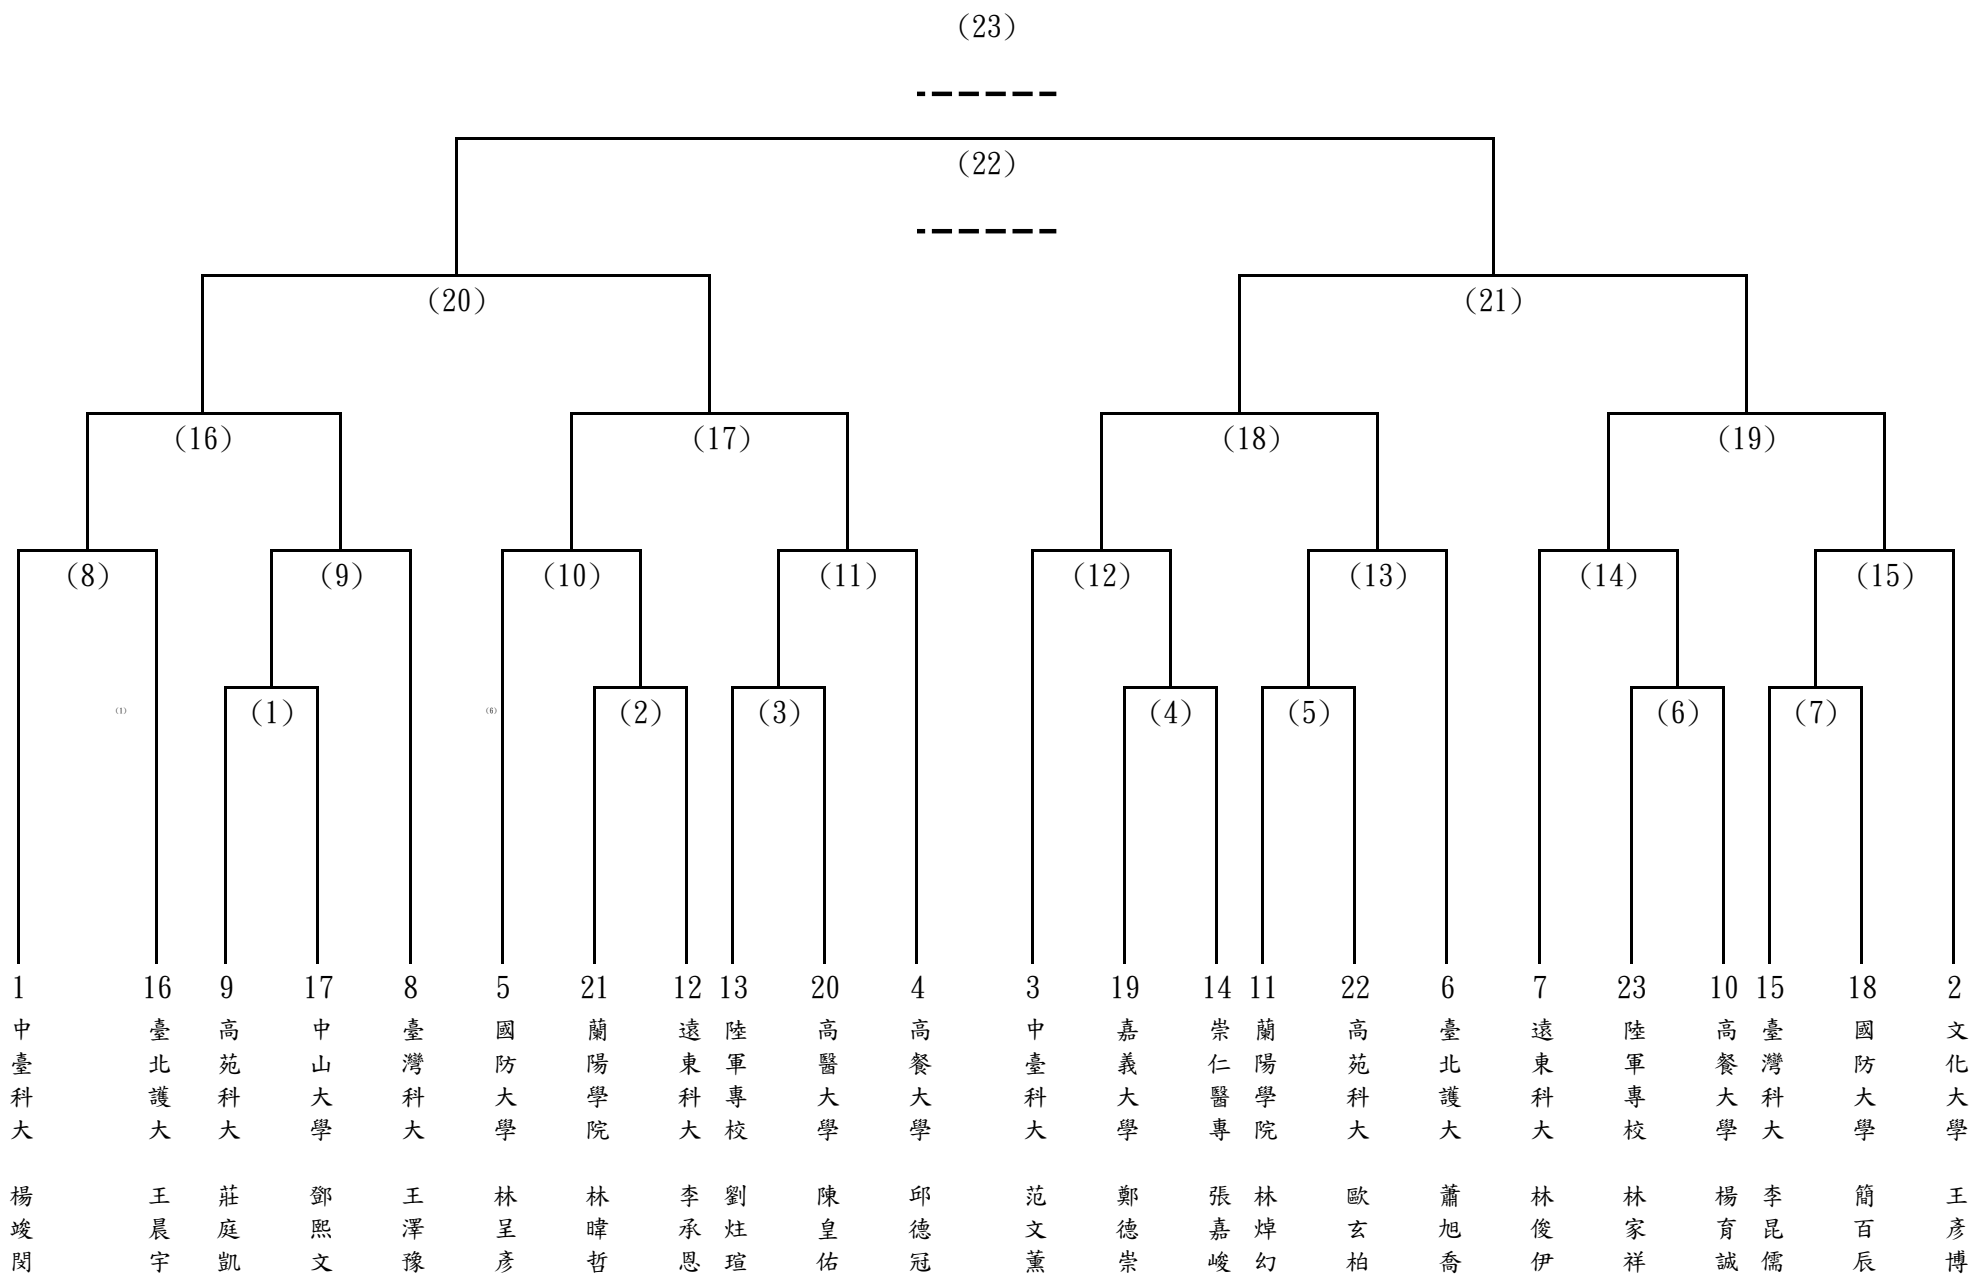 (23)
(22)
(20) (21)
(16) (17) (18) (19)
(8) (9) (10) (11) (12) (13) (14) (15)
(1) (1) (6) (2) (3) (4) (5) (6) (7)
1 16 9 17 8 5 21 12 13 20 4 3 19 14 11 22 6 7 23 10 15 18 2
中臺科大 楊竣閔
臺北護大 王晨宇
高苑科大 莊庭凱
中山大學 鄧熙文
臺灣科大 王澤豫
國防大學 林呈彥
蘭陽學院 林暐哲
遠東科大 李承恩
陸軍專校 劉炷瑄
高醫大學 陳皇佑
高餐大學 邱德冠
中臺科大 范文薰
嘉義大學 鄭德崇
崇仁醫專 張嘉峻
蘭陽學院 林焯幻
高苑科大 歐玄柏
臺北護大 蕭旭喬
遠東科大 林俊伊
陸軍專校 林家祥
高餐大學 楊育誠
臺灣科大 李昆儒
國防大學 簡百辰
文化大學 王彥博